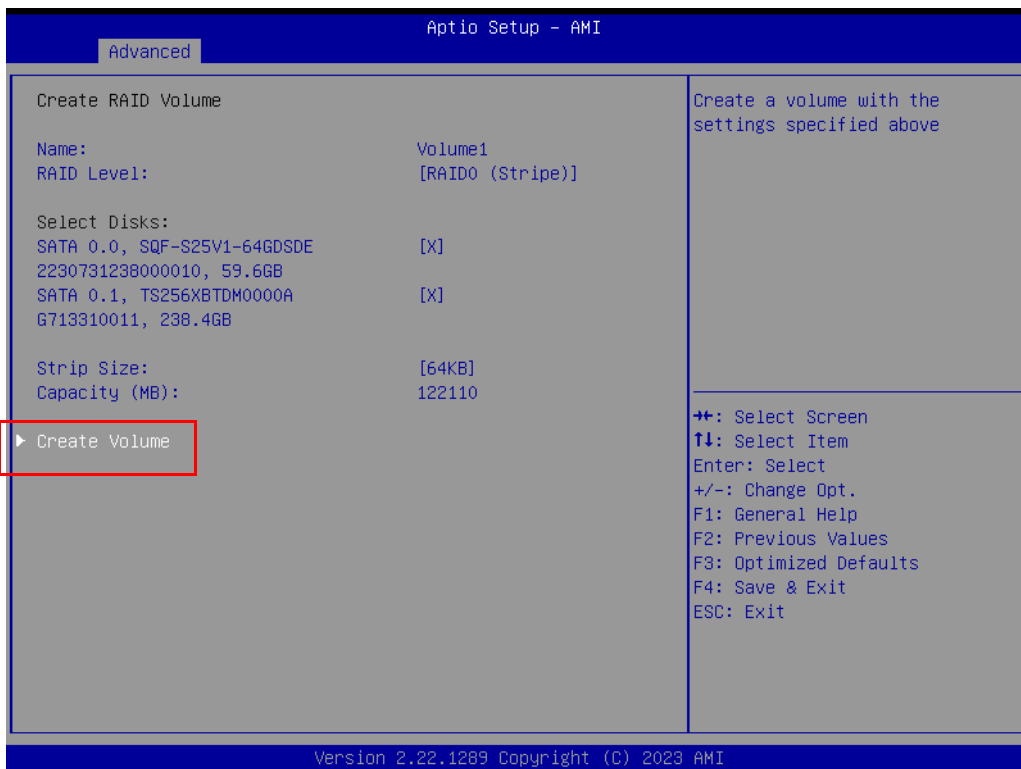 Aptio Setup – AMI
Advanced
Create RAID Volume
Name: Volume1
RAID Level: [RAID0 (Stripe)]
Select Disks:
SATA 0.0, SQF-S25V1-64GDSDE [X]
2230731238000010, 59.6GB
SATA 0.1, TS256XBTDM0000A [X]
G713310011, 238.4GB
Strip Size: [64KB]
Capacity (MB): 122110
Create Volume
Create a volume with the
settings specified above
→←: Select Screen
↑↓: Select Item
Enter: Select
+/-: Change Opt.
F1: General Help
F2: Previous Values
F3: Optimized Defaults
F4: Save & Exit
ESC: Exit
Version 2.22.1289 Copyright (C) 2023 AMI